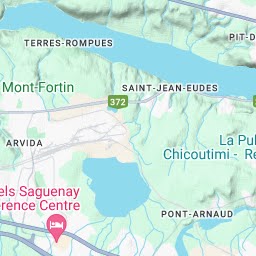 TERRES-ROMPUES
PIT-D
Mont-Fortin
SAINT-JEAN-EUDES
372
ARVIDA
La Pul
Chicoutimi - Re
els Saguenay
erence Centre
PONT-ARNAUD